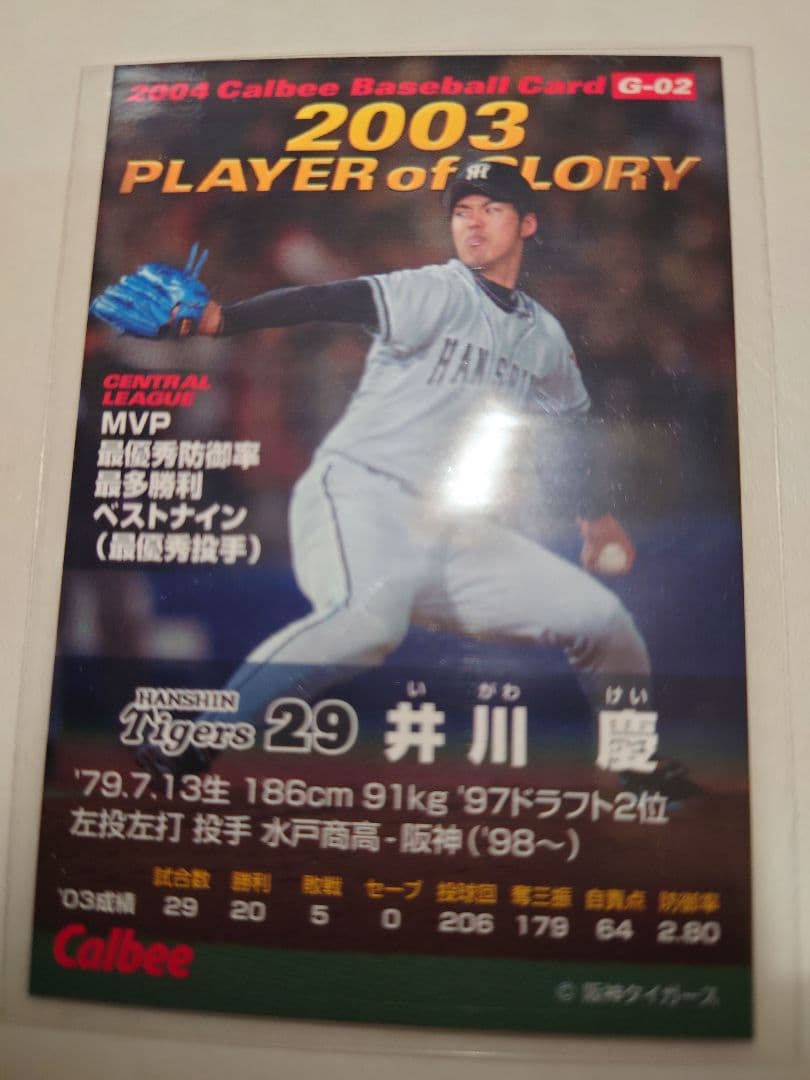 2004 Calbee Baseball Card G-02
2003
PLAYER of GLORY
HANSHIN
CENTRAL
LEAGUE
MVP
最優秀防御率
最多勝利
ベストナイン
(最優秀投手)
HANSHIN
Tigers 29 井川 慶
い がわ けい
'79.7.13生 186cm 91kg '97ドラフト2位
左投左打 投手 水戸商高-阪神('98〜)
試合数 勝利 敗戦 セーブ 投球回 奪三振 自責点 防御率
'03成績 29 20 5 0 206 179 64 2.80
Calbee
© 阪神タイガース